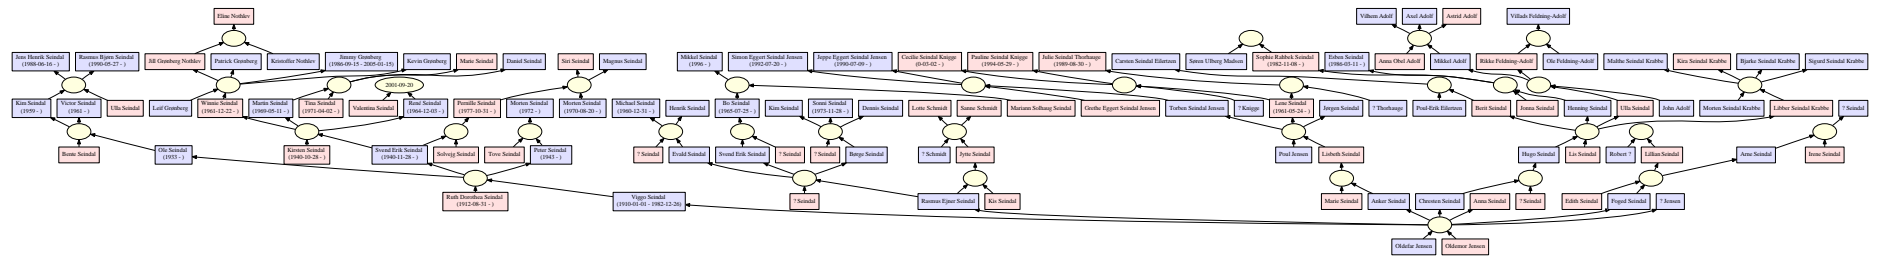 Eline Nothlev
Vilhem Adolf
Axel Adolf
Astrid Adolf
Villads Feldning-Adolf
Jens Henrik Seindal
(1988-06-16 - )
Rasmus Bjørn Seindal
(1990-05-27 - )
Jill Grønberg Nothlev
Patrick Grønberg
Kristoffer Nothlev
Jimmy Grønberg
(1986-09-15 - 2005-01-15)
Kevin Grønberg
Marie Seindal
Daniel Seindal
Siri Seindal
Magnus Seindal
Mikkel Seindal
(1996 - )
Simon Eggert Seindal Jensen
(1992-07-20 - )
Jeppe Eggert Seindal Jensen
(1990-07-09 - )
Cecilie Seindal Knigge
(0-03-02 - )
Pauline Seindal Knigge
(1994-05-29 - )
Julie Seindal Thorhauge
(1989-08-30 - )
Carsten Seindal Eilertzen
Søren Ulberg Madsen
Sophie Rahbek Seindal
(1982-14-08 - )
Esben Seindal
(1986-03-11 - )
Anna Obel Adolf
Mikkel Adolf
Rikke Feldning-Adolf
Ole Feldning-Adolf
Malthe Seindal Krabbe
Kira Seindal Krabbe
Bjarke Seindal Krabbe
Sigurd Seindal Krabbe
2001-09-20
Kim Seindal
(1959 - )
Victor Seindal
(1961 - )
Ulla Seindal
Leif Grønberg
Winnie Seindal
(1961-12-22 - )
Martin Seindal
(1969-05-11 - )
Tina Seindal
(1971-04-02 - )
Valentina Seindal
René Seindal
(1964-12-03 - )
Pernille Seindal
(1977-10-31 - )
Morten Seindal
(1972 - )
Morten Seindal
(1970-08-20 - )
Michael Seindal
(1960-12-31 - )
Henrik Seindal
Bo Seindal
(1965-07-25 - )
Kim Seindal
Sonni Seindal
(1973-11-28 - )
Dennis Seindal
Lotte Schmidt
Sanne Schmidt
Mariann Solhaug Seindal
Grethe Eggert Seindal Jensen
Torben Seindal Jensen
? Knigge
Lene Seindal
(1961-05-24 - )
Jørgen Seindal
? Thorhauge
Poul-Erik Eilertzen
Berit Seindal
Jonna Seindal
Henning Seindal
Ulla Seindal
John Adolf
Morten Seindal Krabbe
Libber Seindal Krabbe
? Seindal
Bente Seindal
Ole Seindal
(1933 - )
Kirsten Seindal
(1940-10-28 - )
Svend Erik Seindal
(1940-11-28 - )
Solvejg Seindal
Tove Seindal
Peter Seindal
(1943 - )
? Seindal
Evald Seindal
Svend Erik Seindal
? Seindal
? Seindal
Børge Seindal
? Schmidt
Jytte Seindal
Poul Jensen
Lisbeth Seindal
Hugo Seindal
Lis Seindal
Robert ?
Lillian Seindal
Arne Seindal
Irene Seindal
Ruth Dorothea Seindal
(1912-08-31 - )
Viggo Seindal
(1910-01-01 - 1982-12-26)
? Seindal
Rasmus Ejner Seindal
Kis Seindal
Marie Seindal
Anker Seindal
Chresten Seindal
Anna Seindal
? Seindal
Edith Seindal
Foged Seindal
? Jensen
Oldefar Jensen
Oldemor Jensen